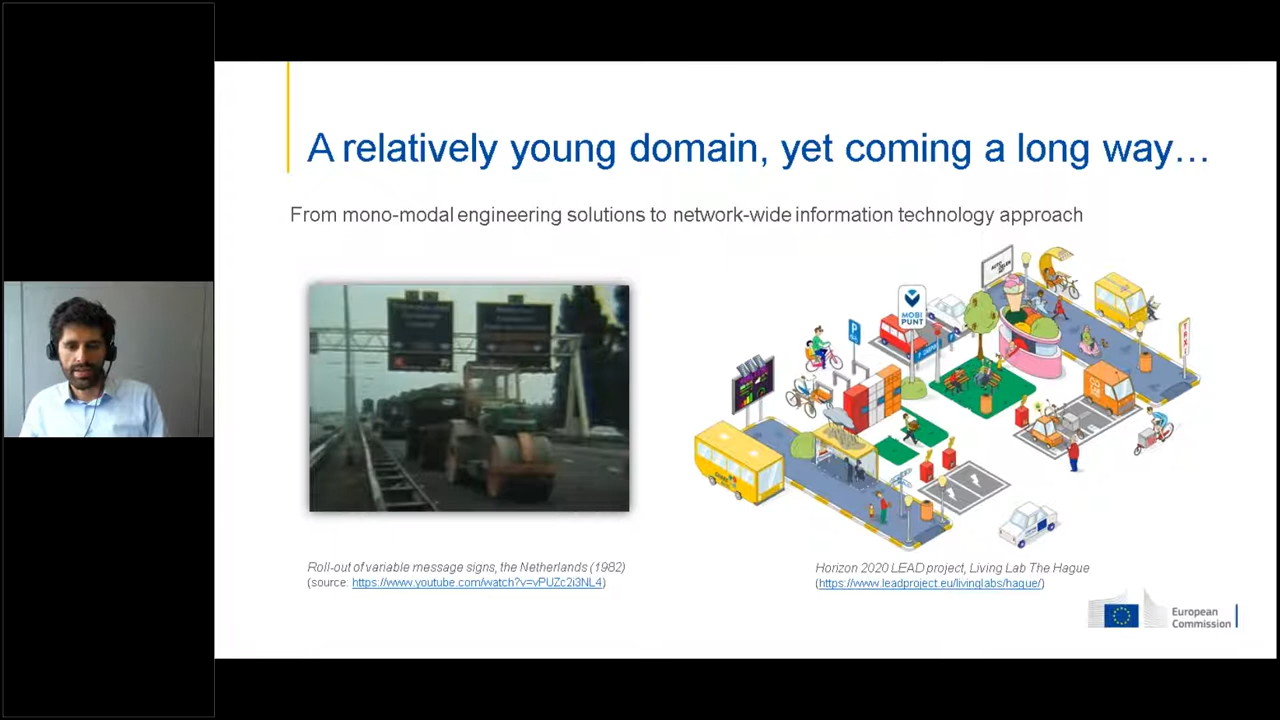 A relatively young domain, yet coming a long way…
From mono-modal engineering solutions to network-wide information technology approach
MOBI
PUNT
P
TAXI
Roll-out of variable message signs, the Netherlands (1982)
(source: https://www.youtube.com/watch?v=vPUZc2i3NL4)
Horizon 2020 LEAD project, Living Lab The Hague
(https://www.leadproject.eu/livinglabs/hague/)
European
Commission